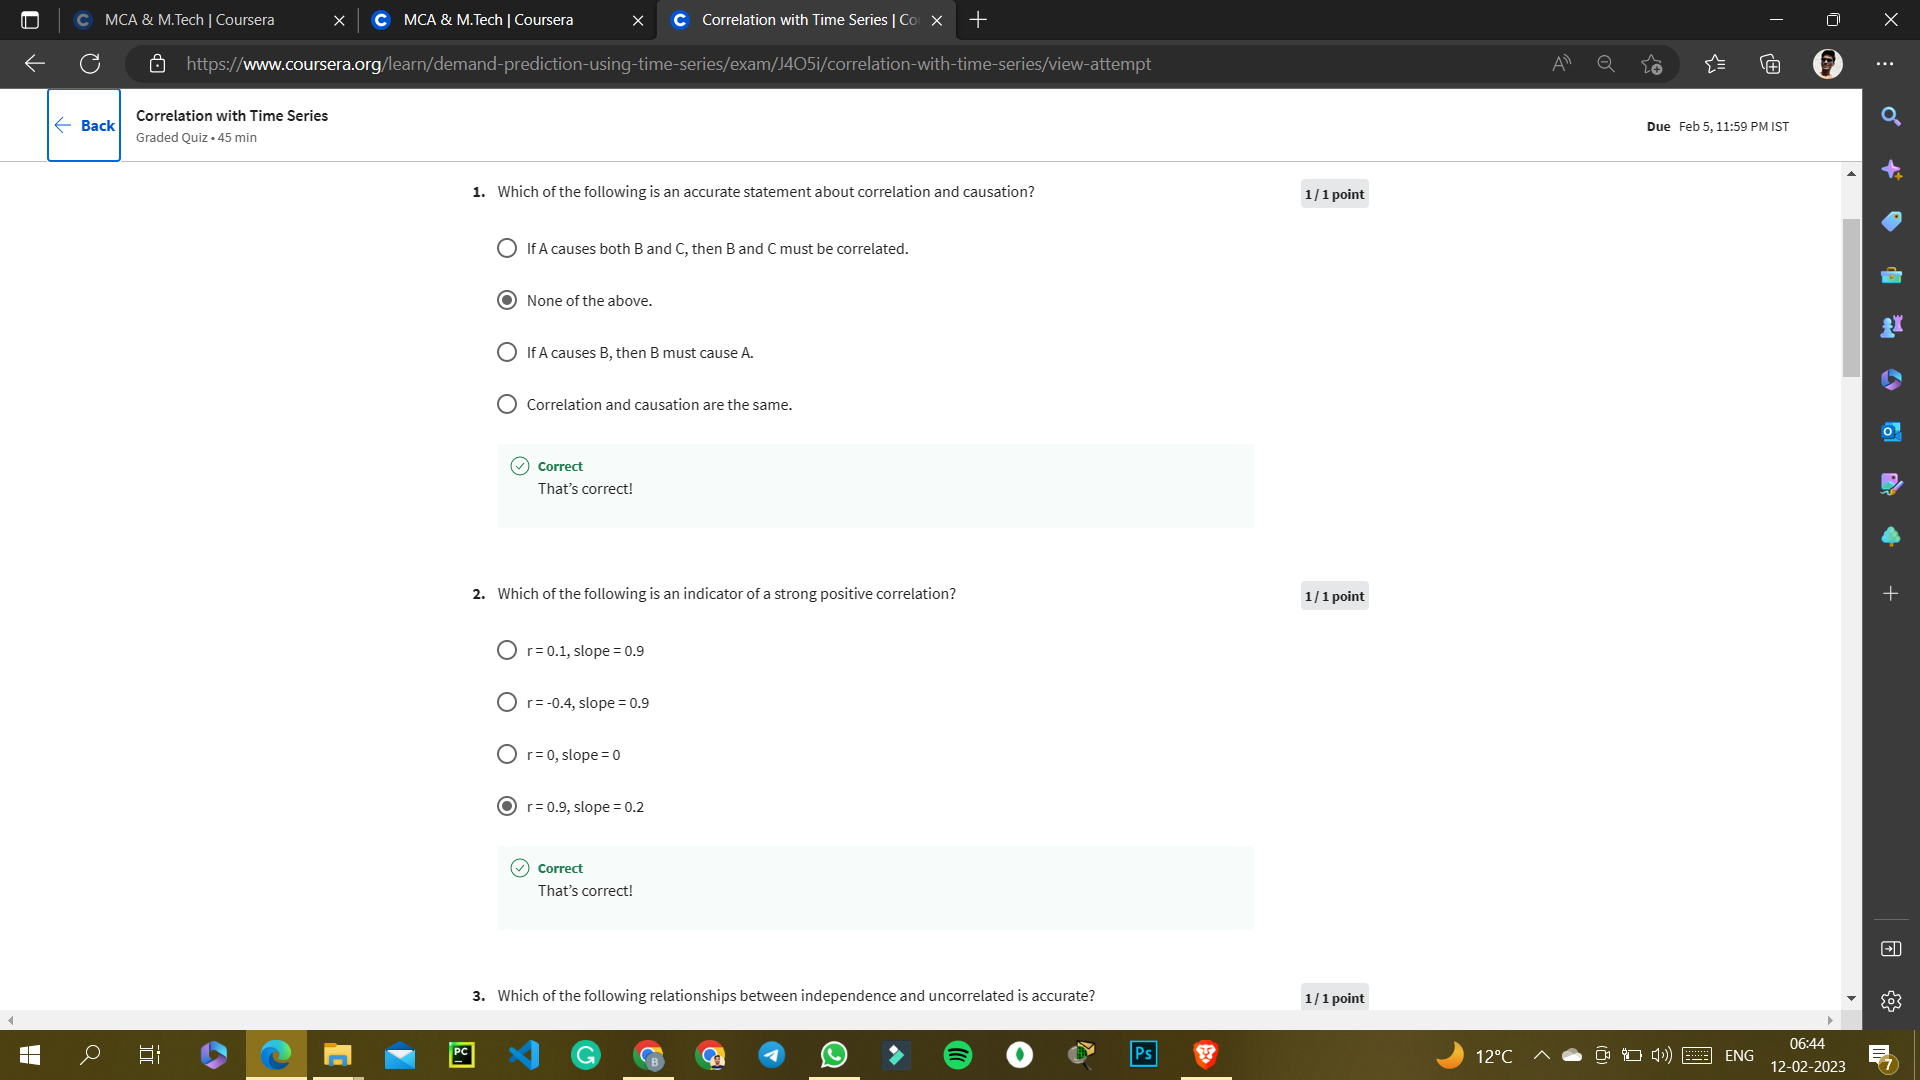 MCA & M.Tech | Coursera
MCA & M.Tech | Coursera
Correlation with Time Series | Co
https://www.coursera.org/learn/demand-prediction-using-time-series/exam/J4O5i/correlation-with-time-series/view-attempt
Back
Correlation with Time Series
Graded Quiz • 45 min
Due Feb 5, 11:59 PM IST
1. Which of the following is an accurate statement about correlation and causation?
1 / 1 point
If A causes both B and C, then B and C must be correlated.
None of the above.
If A causes B, then B must cause A.
Correlation and causation are the same.
Correct
That's correct!
2. Which of the following is an indicator of a strong positive correlation?
1 / 1 point
r = 0.1, slope = 0.9
r = -0.4, slope = 0.9
r = 0, slope = 0
r = 0.9, slope = 0.2
Correct
That's correct!
3. Which of the following relationships between independence and uncorrelated is accurate?
1 / 1 point
PC
B
Ps
12°C
ENG
06:44
12-02-2023
7